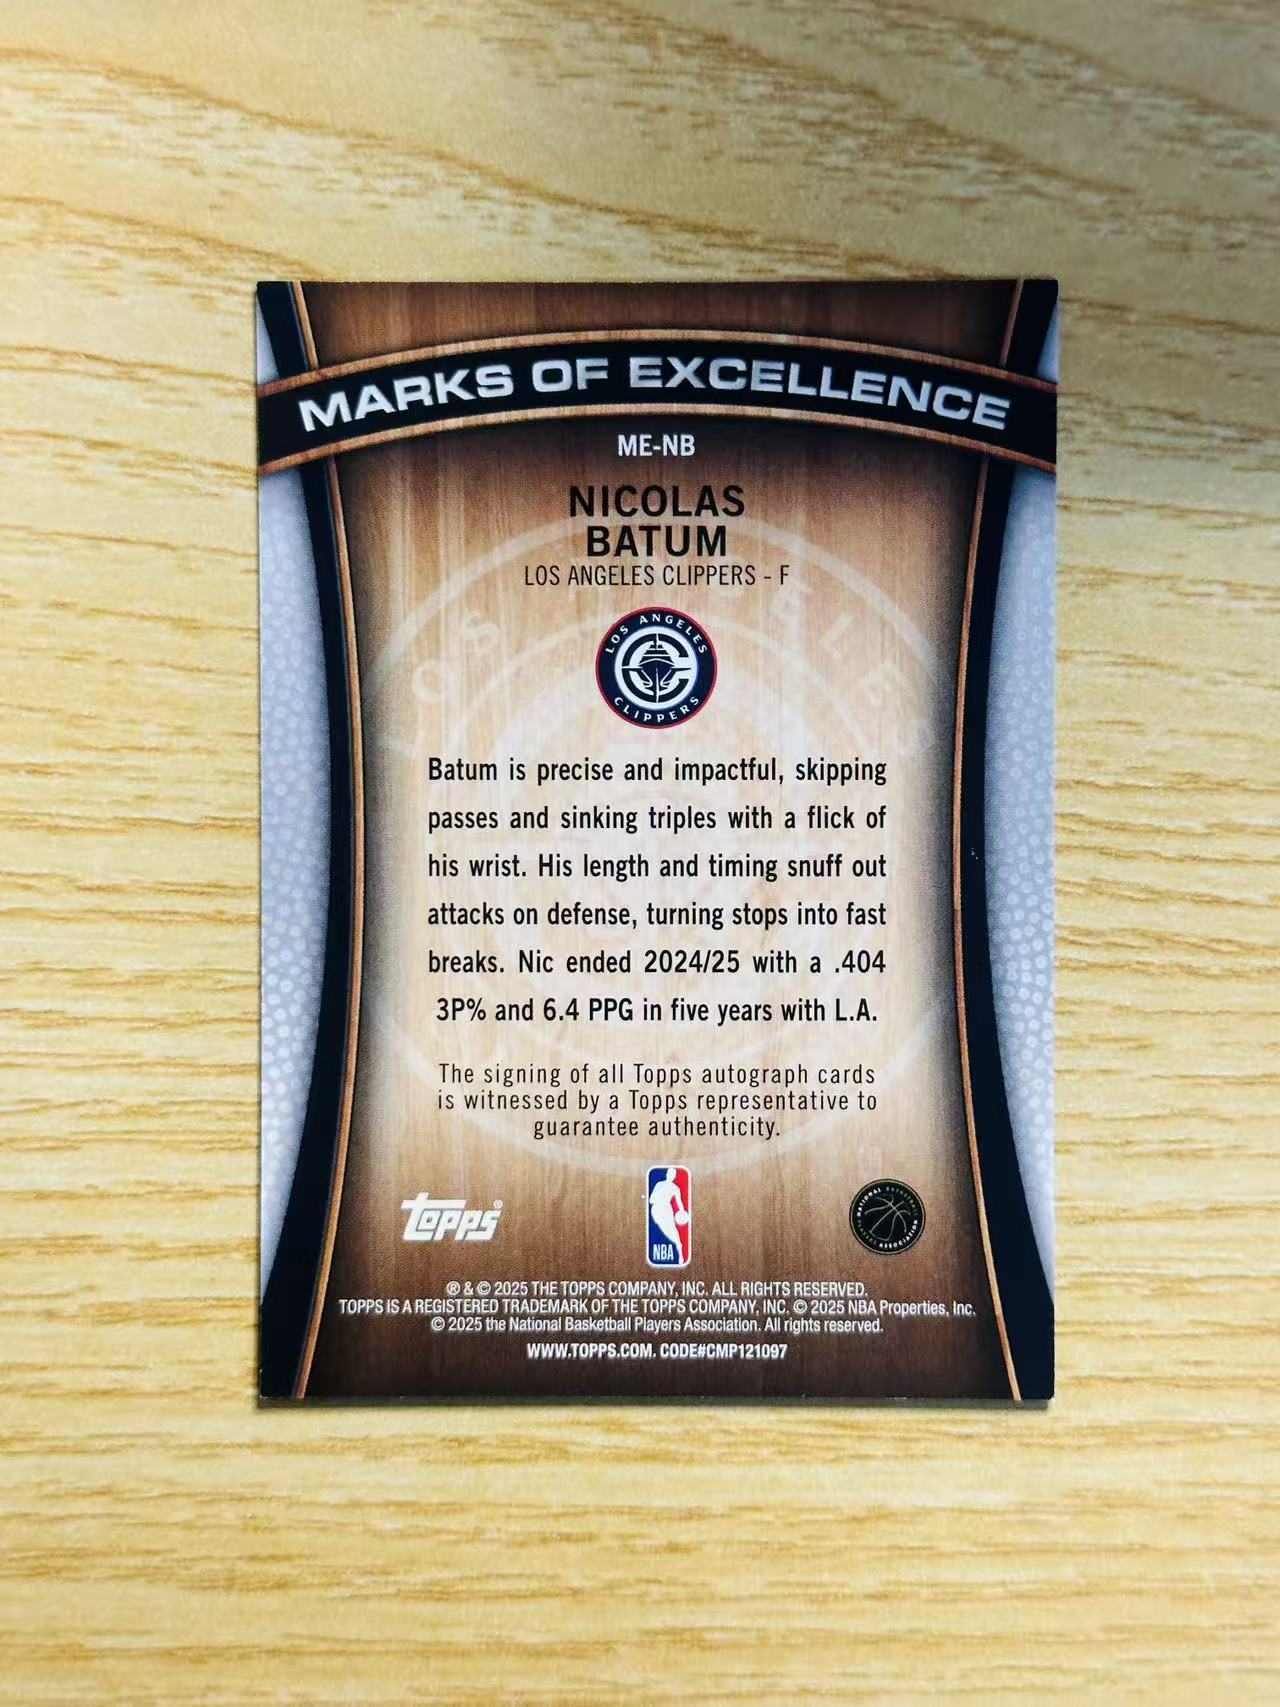 MARKS OF EXCELLENCE
ME-NB
NICOLAS
BATUM
LOS ANGELES CLIPPERS - F
LOS ANGELES
CLIPPERS
Batum is precise and impactful, skipping
passes and sinking triples with a flick of
his wrist. His length and timing snuff out
attacks on defense, turning stops into fast
breaks. Nic ended 2024/25 with a .404
3P% and 6.4 PPG in five years with L.A.
The signing of all Topps autograph cards
is witnessed by a Topps representative to
guarantee authenticity.
topps®
NBA
NATIONAL BASKETBALL
PLAYERS ASSOCIATION
® & © 2025 THE TOPPS COMPANY, INC. ALL RIGHTS RESERVED.
TOPPS IS A REGISTERED TRADEMARK OF THE TOPPS COMPANY, INC. © 2025 NBA Properties, Inc.
© 2025 the National Basketball Players Association. All rights reserved.
WWW.TOPPS.COM. CODE#CMP121097